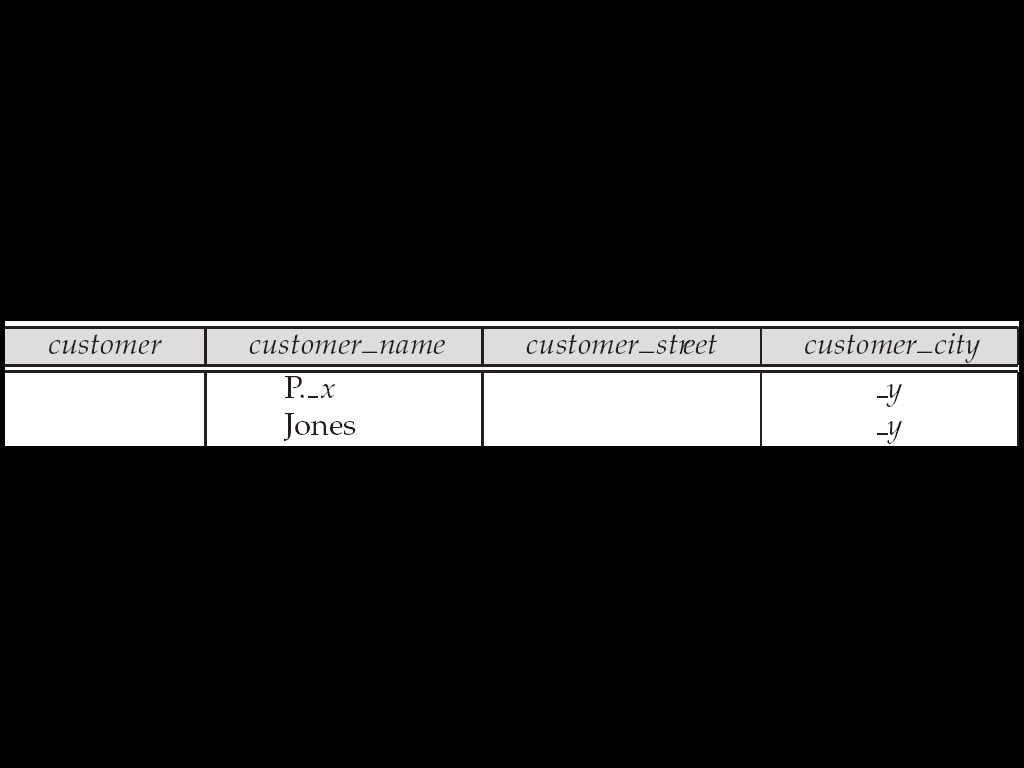 customer customer_name customer_street customer_city
P._x _y
Jones _y